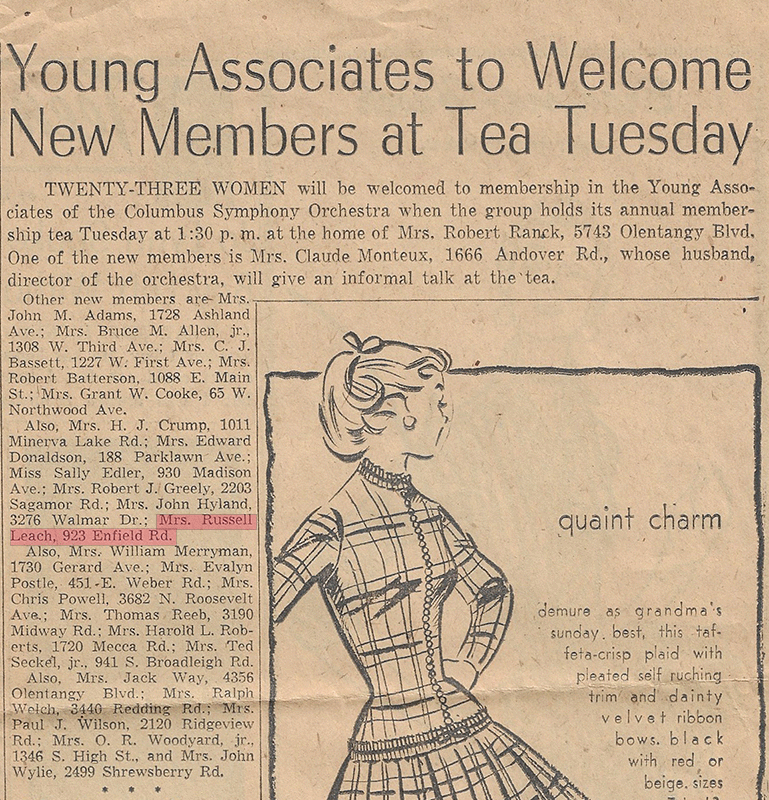 Young Associates to Welcome
New Members at Tea Tuesday
TWENTY-THREE WOMEN will be welcomed to membership in the Young Asso-
ciates of the Columbus Symphony Orchestra when the group holds its annual member-
ship tea Tuesday at 1:30 p. m. at the home of Mrs. Robert Ranck, 5743 Olentangy Blvd.
One of the new members is Mrs. Claude Monteux, 1666 Andover Rd., whose husband,
director of the orchestra, will give an informal talk at the tea.
Other new members are Mrs.
John M. Adams, 1728 Ashland
Ave.; Mrs. Bruce M. Allen, jr.,
1308 W. Third Ave.; Mrs. C. J.
Bassett, 1227 W. First Ave.; Mrs.
Robert Batterson, 1088 E. Main
St.; Mrs. Grant W. Cooke, 65 W.
Northwood Ave.
Also, Mrs. H. J. Crump, 1011
Minerva Lake Rd.; Mrs. Edward
Donaldson, 188 Parklawn Ave.;
Miss Sally Edler, 930 Madison
Ave.; Mrs. Robert J. Greely, 2203
Sagamor Rd.; Mrs. John Hyland,
3276 Walmar Dr.; Mrs. Russell
Leach, 923 Enfield Rd.
Also, Mrs. William Merryman,
1730 Gerard Ave.; Mrs. Evalyn
Postle, 451 E. Weber Rd.; Mrs.
Chris Powell, 3682 N. Roosevelt
Ave.; Mrs. Thomas Reeb, 3190
Midway Rd.; Mrs. Harold L. Rob-
erts, 1720 Mecca Rd.; Mrs. Ted
Seckel, jr., 941 S. Broadleigh Rd.
Also, Mrs. Jack Way, 4356
Olentangy Blvd.; Mrs. Ralph
Welch, 3440 Redding Rd.; Mrs.
Paul J. Wilson, 2120 Ridgeview
Rd.; Mrs. O. R. Woodyard, jr.,
1346 S. High St., and Mrs. John
Wylie, 2499 Shrewsberry Rd.
* * *
quaint charm
demure as grandma's
sunday best, this taf-
feta-crisp plaid with
pleated self ruching
trim and dainty
velvet ribbon
bows. black
with red or
beige. sizes